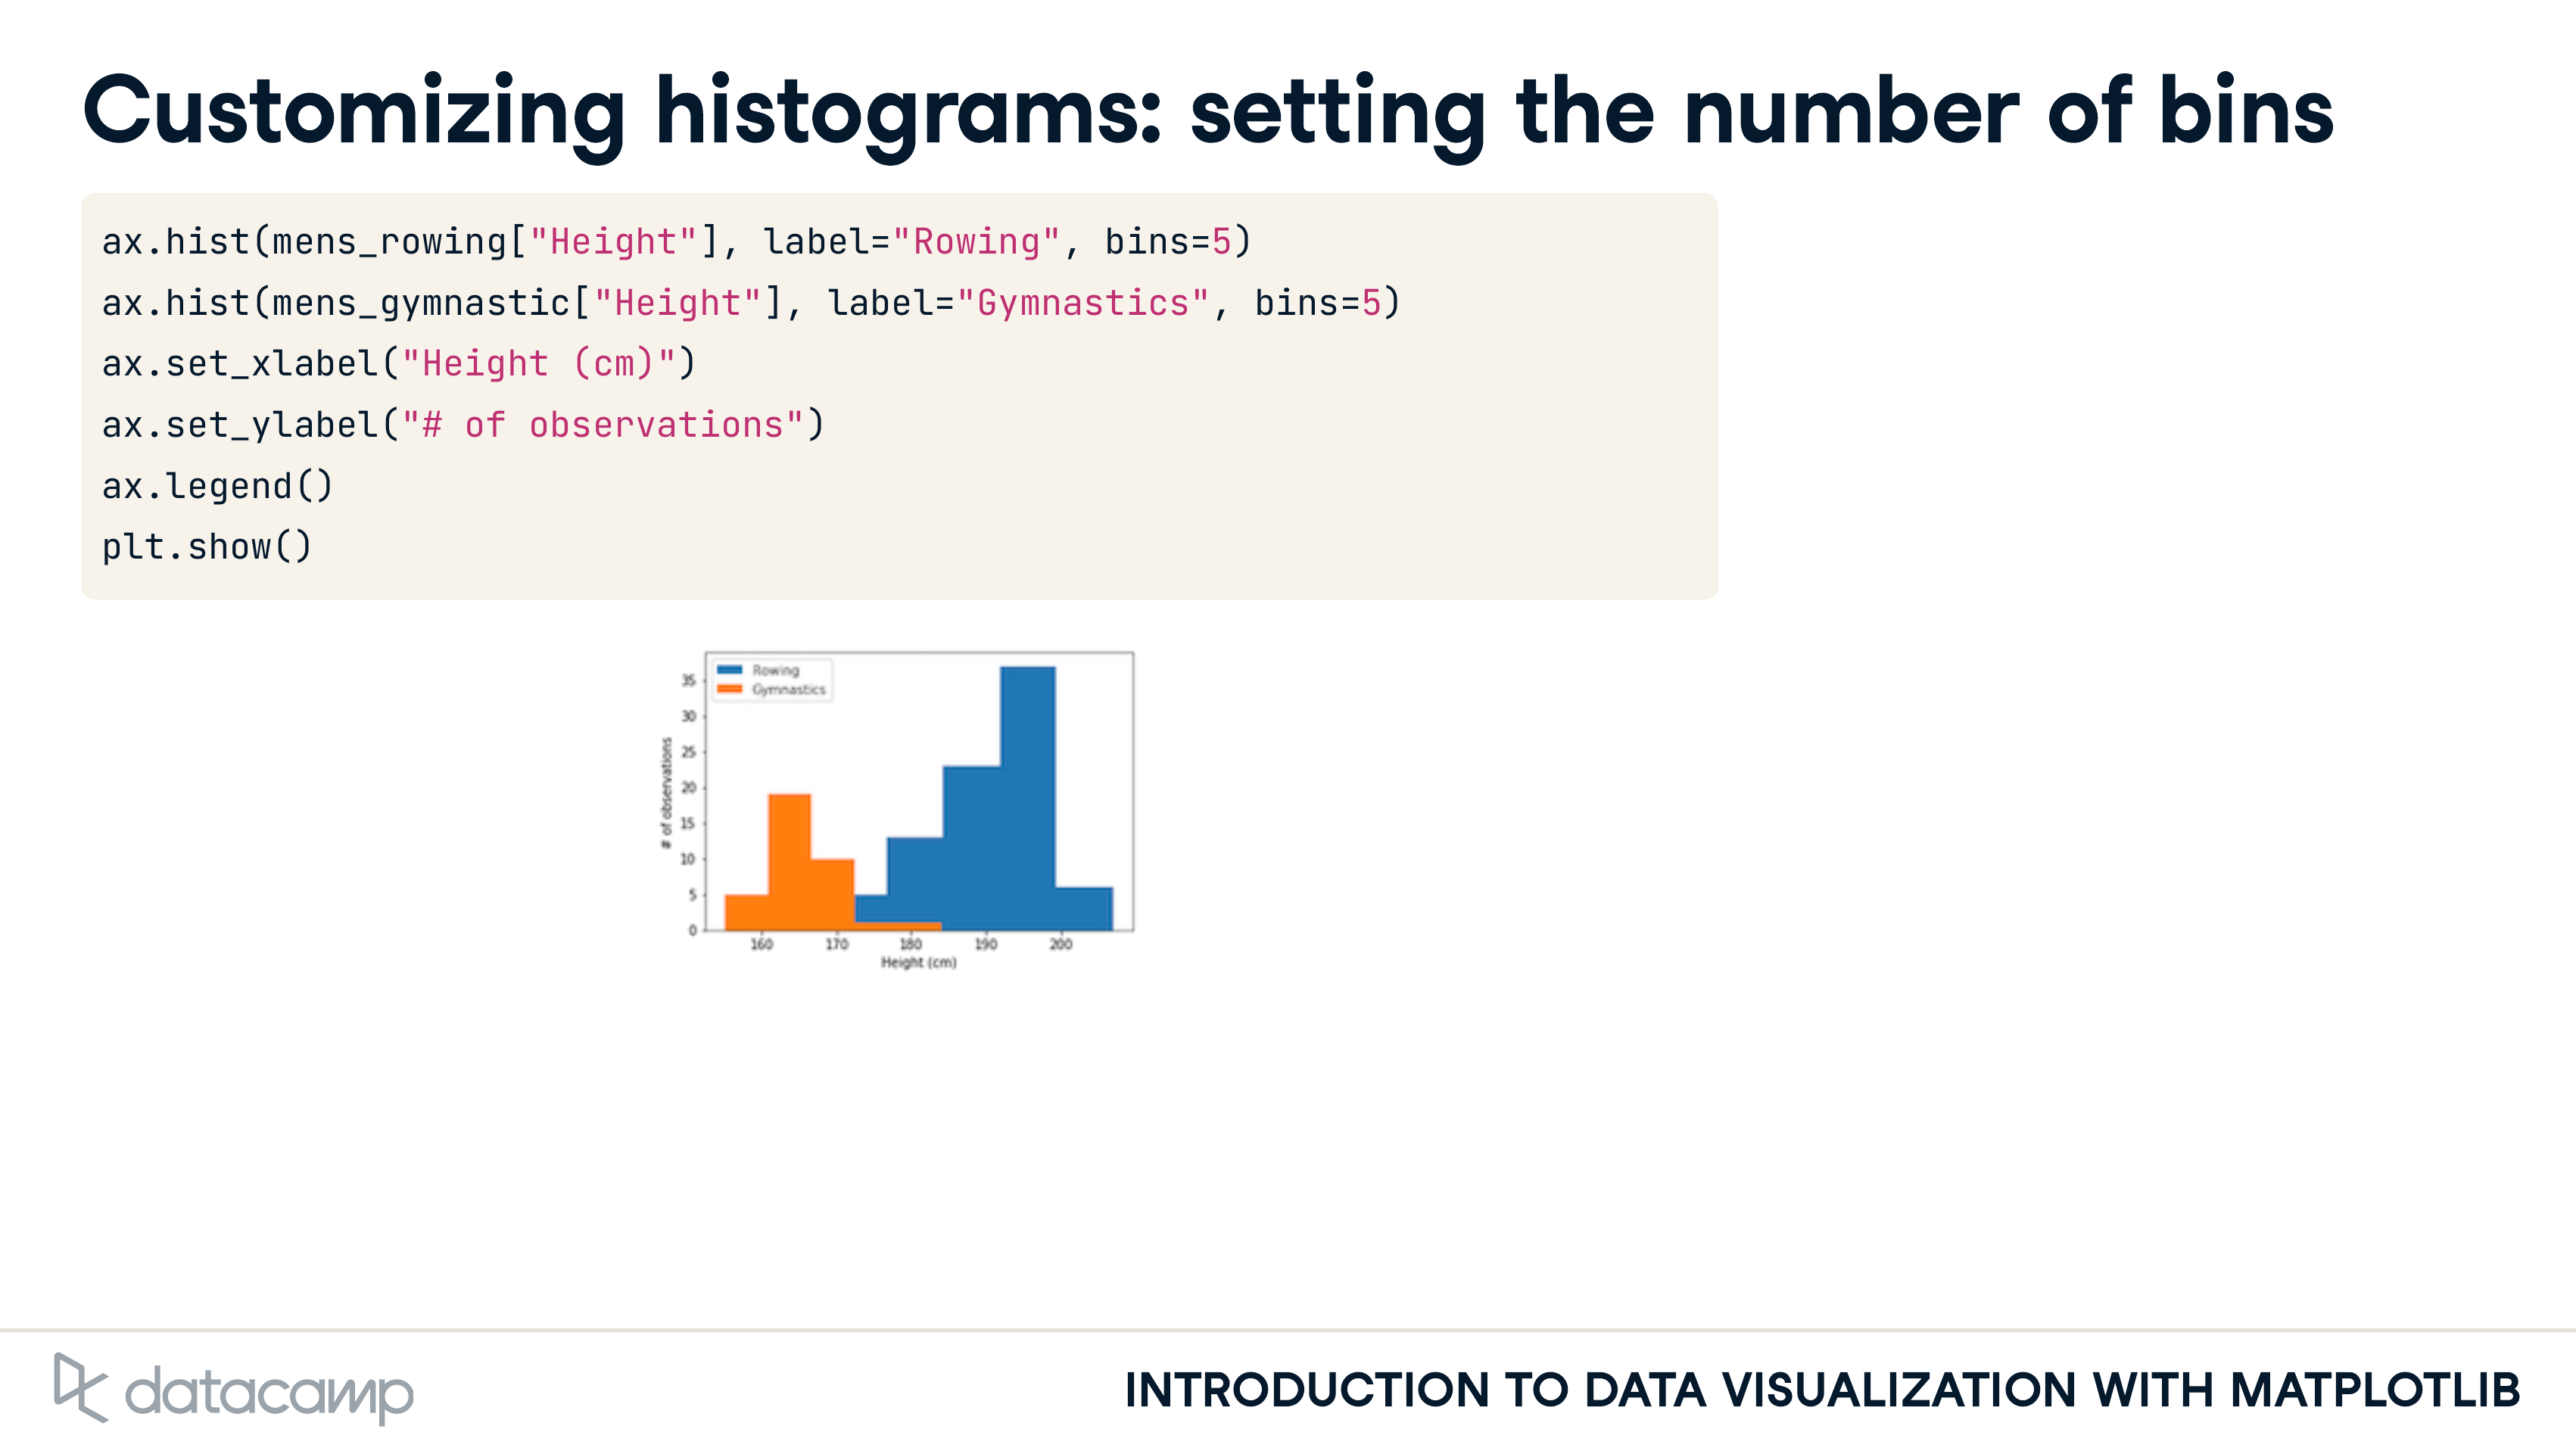 Customizing histograms: setting the number of bins
ax.hist(mens_rowing["Height"], label="Rowing", bins=5)
ax.hist(mens_gymnastic["Height"], label="Gymnastics", bins=5)
ax.set_xlabel("Height (cm)")
ax.set_ylabel("# of observations")
ax.legend()
plt.show()
Rowing
Gymnastics
# of observations
35
30
25
20
15
10
5
0
160 170 180 190 200
Height (cm)
datacamp
INTRODUCTION TO DATA VISUALIZATION WITH MATPLOTLIB